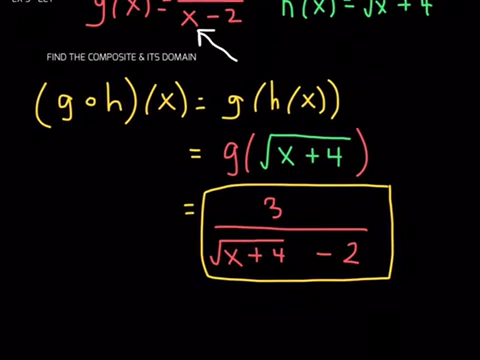 g(x) = x - 2 h(x) = √x + 4
FIND THE COMPOSITE & ITS DOMAIN
(g ∘ h)(x) = g(h(x))
= g(√(x + 4))
= 3 / (√(x + 4) - 2)